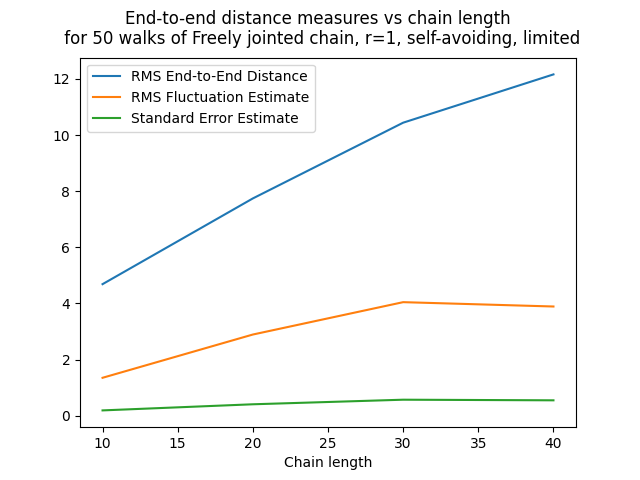 End-to-end distance measures vs chain length
for 50 walks of Freely jointed chain, r=1, self-avoiding, limited
RMS End-to-End Distance
RMS Fluctuation Estimate
Standard Error Estimate
12
10
8
6
4
2
0
10 15 20 25 30 35 40
Chain length